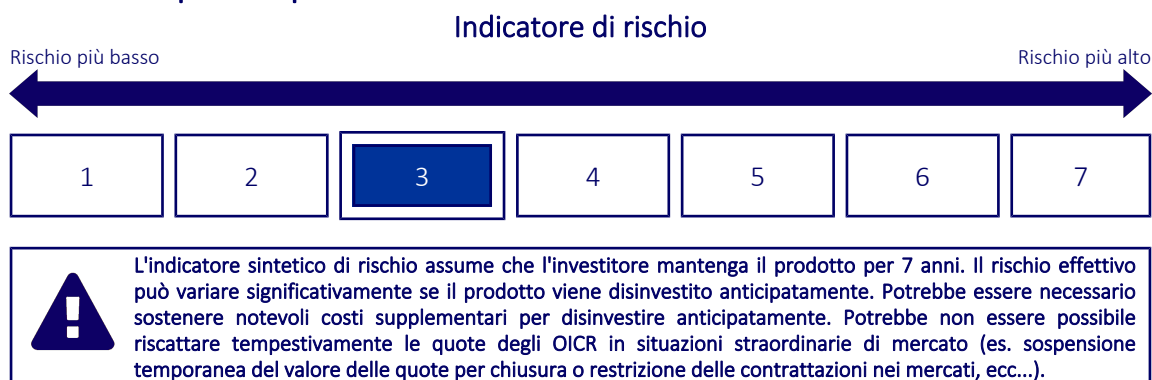 Indicatore di rischio
Rischio più basso
Rischio più alto
1
2
3
4
5
6
7
L'indicatore sintetico di rischio assume che l'investitore mantenga il prodotto per 7 anni. Il rischio effettivo
può variare significativamente se il prodotto viene disinvestito anticipatamente. Potrebbe essere necessario
sostenere notevoli costi supplementari per disinvestire anticipatamente. Potrebbe non essere possibile
riscattare tempestivamente le quote degli OICR in situazioni straordinarie di mercato (es. sospensione
temporanea del valore delle quote per chiusura o restrizione delle contrattazioni nei mercati, ecc...).